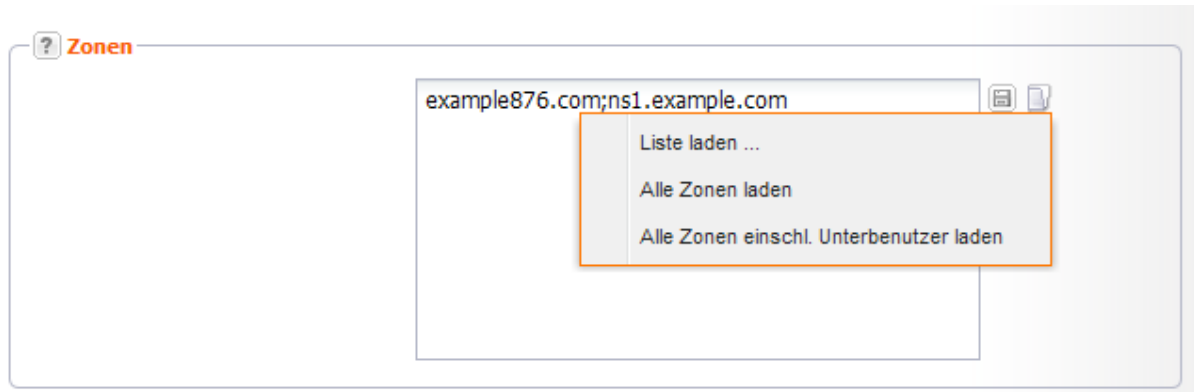 ? Zonen
example876.com;ns1.example.com
Liste laden ...
Alle Zonen laden
Alle Zonen einschl. Unterbenutzer laden